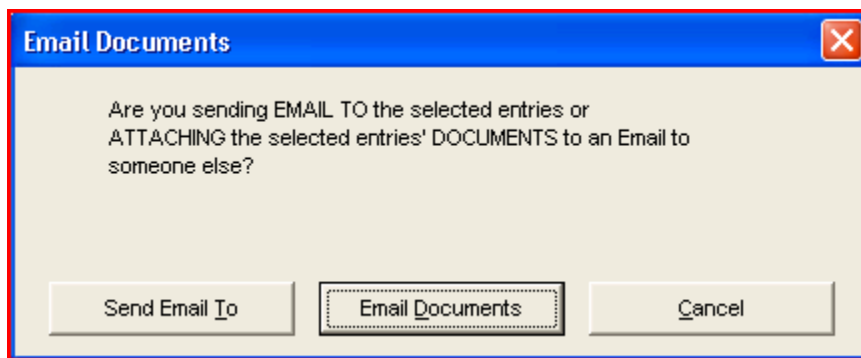 Email Documents
Are you sending EMAIL TO the selected entries or
ATTACHING the selected entries' DOCUMENTS to an Email to
someone else?
Send Email To
Email Documents
Cancel